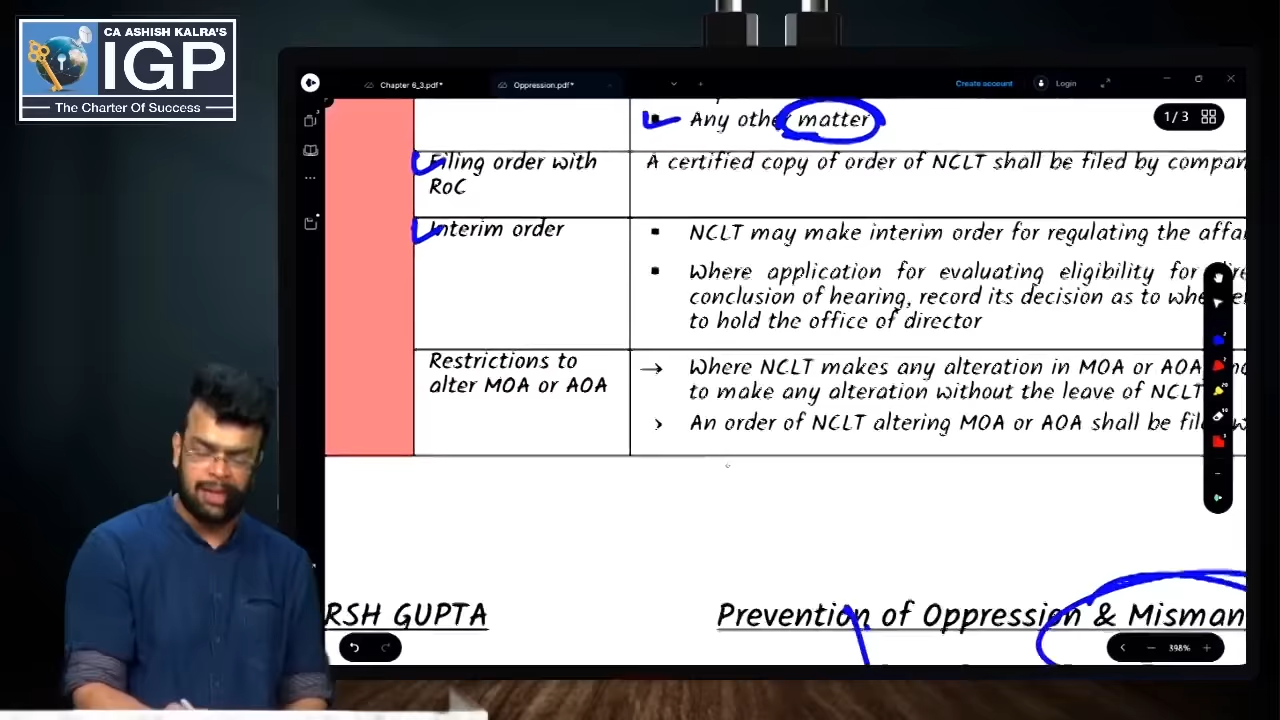 CA ASHISH KALRA'S
IGP
The Charter Of Success
Chapter 6_3.pdf*
Oppression.pdf*
Create account
Login
1 / 3
Any other matter
Filing order with
RoC
A certified copy of order of NCLT shall be filed by
Interim order
NCLT may make interim order for regulating the
Where application for evaluating eligibility for
conclusion of hearing, record its decision as to
to hold the office of director
Restrictions to
alter MOA or AOA
Where NCLT makes any alteration in MOA or AOA
to make any alteration without the leave of NCLT
An order of NCLT altering MOA or AOA shall be
RSH GUPTA
Prevention of Oppression &
398%